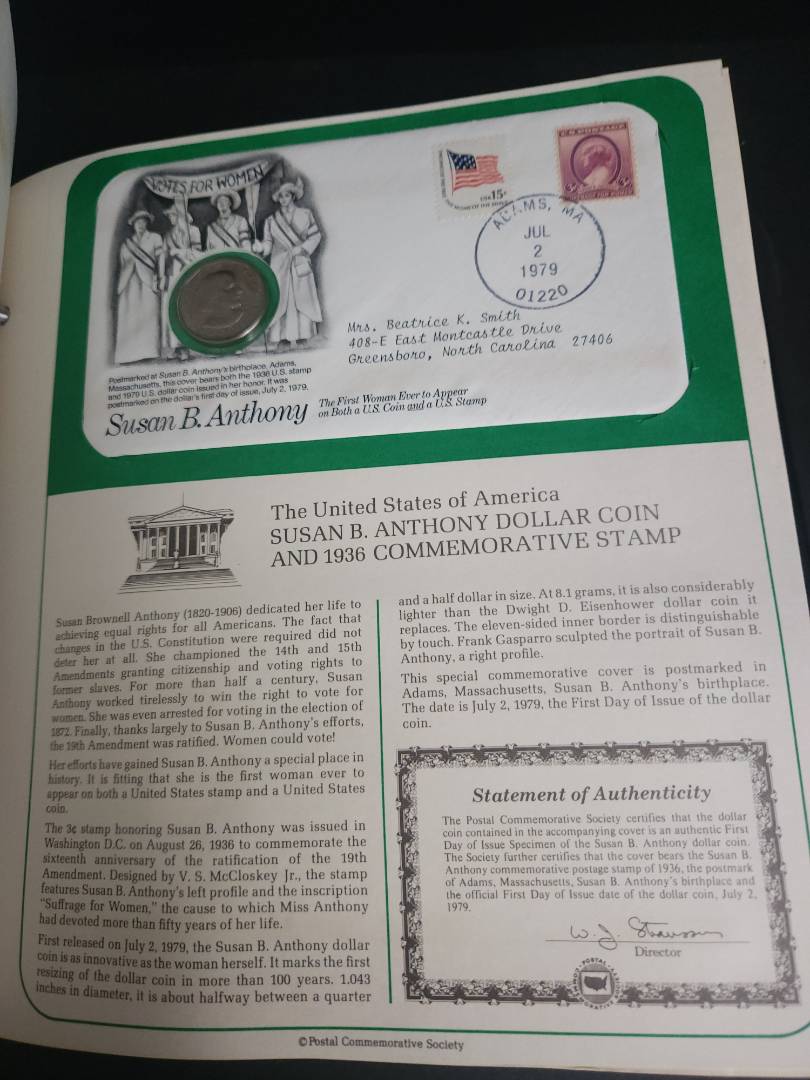 VOTES FOR WOMEN
USA 15c
U.S. POSTAGE
3c 3c
ADAMS, MA
JUL
2
1979
01220
Mrs. Beatrice K. Smith
408-E East Montcastle Drive
Greensboro, North Carolina 27406
Postmarked at Susan B. Anthony's birthplace, Adams,
Massachusetts, this cover bears both the 1936 U.S. stamp
and 1979 U.S. dollar coin issued in her honor. It was
postmarked on the dollar's first day of issue, July 2, 1979.
Susan B. Anthony
The First Woman Ever to Appear
on Both a U.S. Coin and a U.S. Stamp
The United States of America
SUSAN B. ANTHONY DOLLAR COIN
AND 1936 COMMEMORATIVE STAMP
Susan Brownell Anthony (1820-1906) dedicated her life to
achieving equal rights for all Americans. The fact that
changes in the U.S. Constitution were required did not
deter her at all. She championed the 14th and 15th
Amendments granting citizenship and voting rights to
former slaves. For more than half a century, Susan
Anthony worked tirelessly to win the right to vote for
women. She was even arrested for voting in the election of
1872. Finally, thanks largely to Susan B. Anthony's efforts,
the 19th Amendment was ratified. Women could vote!
Her efforts have gained Susan B. Anthony a special place in
history. It is fitting that she is the first woman ever to
appear on both a United States stamp and a United States
coin.
The 3¢ stamp honoring Susan B. Anthony was issued in
Washington D.C. on August 26, 1936 to commemorate the
sixteenth anniversary of the ratification of the 19th
Amendment. Designed by V. S. McCloskey Jr., the stamp
features Susan B. Anthony's left profile and the inscription
"Suffrage for Women," the cause to which Miss Anthony
had devoted more than fifty years of her life.
First released on July 2, 1979, the Susan B. Anthony dollar
coin is as innovative as the woman herself. It marks the first
resizing of the dollar coin in more than 100 years. 1.043
inches in diameter, it is about halfway between a quarter
and a half dollar in size. At 8.1 grams, it is also considerably
lighter than the Dwight D. Eisenhower dollar coin it
replaces. The eleven-sided inner border is distinguishable
by touch. Frank Gasparro sculpted the portrait of Susan B.
Anthony, a right profile.
This special commemorative cover is postmarked in
Adams, Massachusetts, Susan B. Anthony's birthplace.
The date is July 2, 1979, the First Day of Issue of the dollar
coin.
Statement of Authenticity
The Postal Commemorative Society certifies that the dollar
coin contained in the accompanying cover is an authentic First
Day of Issue Specimen of the Susan B. Anthony dollar coin.
The Society further certifies that the cover bears the Susan B.
Anthony commemorative postage stamp of 1936, the postmark
of Adams, Massachusetts, Susan B. Anthony's birthplace and
the official First Day of Issue date of the dollar coin, July 2,
1979.
Director
POSTAL COMMEMORATIVE SOCIETY
© Postal Commemorative Society